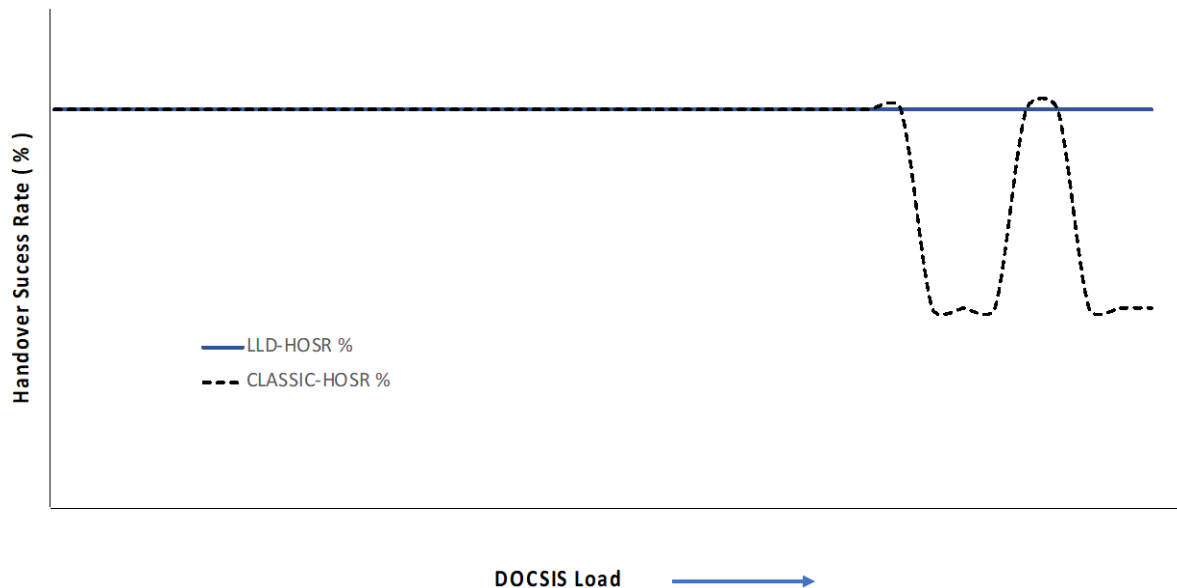 Handover Sucess Rate ( % )
LLD-HOSR %
CLASSIC-HOSR %
DOCSIS Load